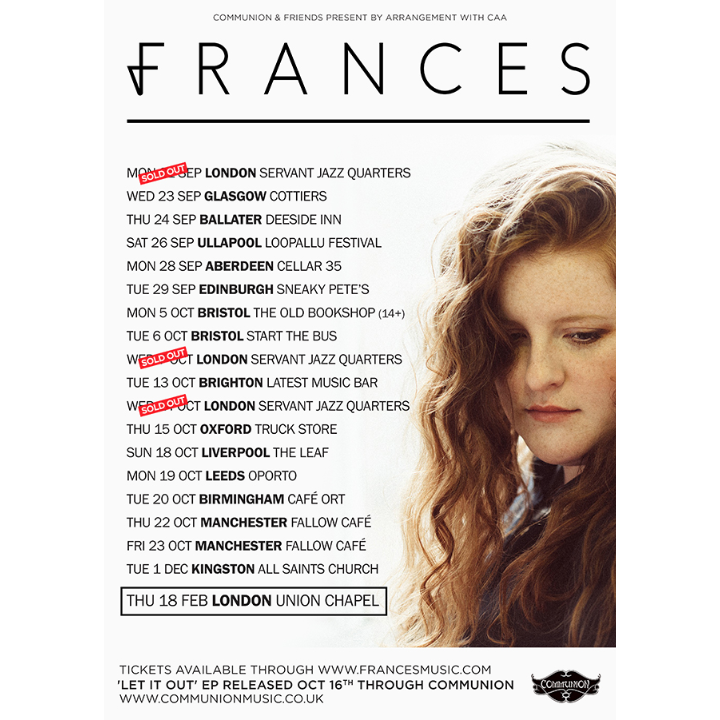 COMMUNION & FRIENDS PRESENT BY ARRANGEMENT WITH CAA
FRANCES
MON SEP LONDON SERVANT JAZZ QUARTERS
SOLD OUT
WED 23 SEP GLASGOW COTTIERS
THU 24 SEP BALLATER DEESIDE INN
SAT 26 SEP ULLAPOOL LOOPALLU FESTIVAL
MON 28 SEP ABERDEEN CELLAR 35
TUE 29 SEP EDINBURGH SNEAKY PETE'S
MON 5 OCT BRISTOL THE OLD BOOKSHOP (14+)
TUE 6 OCT BRISTOL START THE BUS
WED OCT LONDON SERVANT JAZZ QUARTERS
SOLD OUT
TUE 13 OCT BRIGHTON LATEST MUSIC BAR
WED OCT LONDON SERVANT JAZZ QUARTERS
SOLD OUT
THU 15 OCT OXFORD TRUCK STORE
SUN 18 OCT LIVERPOOL THE LEAF
MON 19 OCT LEEDS OPORTO
TUE 20 OCT BIRMINGHAM CAFÉ ORT
THU 22 OCT MANCHESTER FALLOW CAFÉ
FRI 23 OCT MANCHESTER FALLOW CAFÉ
TUE 1 DEC KINGSTON ALL SAINTS CHURCH
THU 18 FEB LONDON UNION CHAPEL
TICKETS AVAILABLE THROUGH WWW.FRANCESMUSIC.COM
'LET IT OUT' EP RELEASED OCT 16TH THROUGH COMMUNION
WWW.COMMUNIONMUSIC.CO.UK
COMMUNION